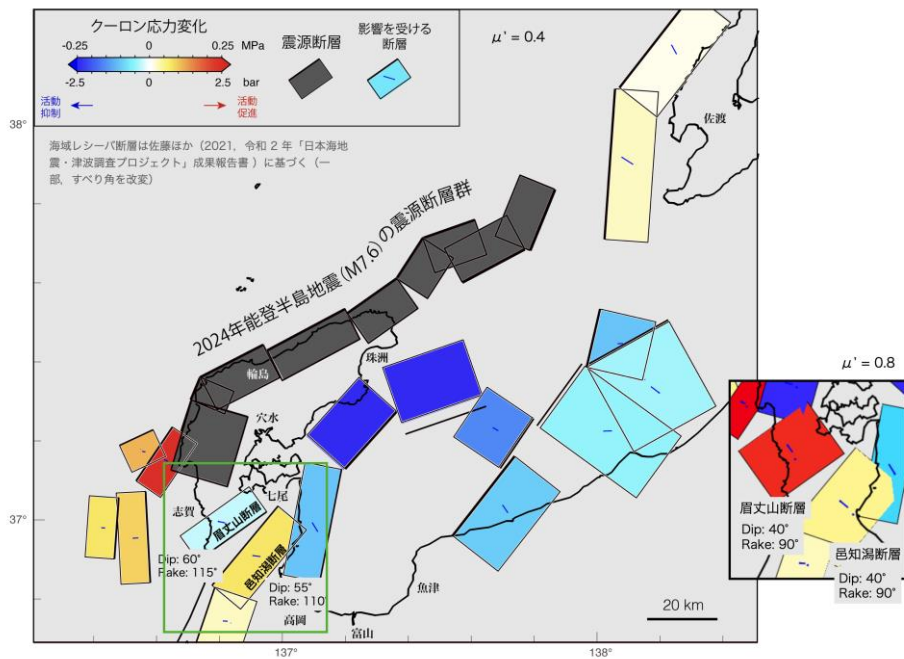 クーロン応力変化
-0.25 0 0.25 MPa
-2.5 0 2.5 bar
活動
抑制
活動
促進
震源断層
影響を受ける
断層
μ' = 0.4
38°
海域レシーバ断層は佐藤ほか（2021，令和 2 年「日本海地
震・津波調査プロジェクト」成果報告書 ）に基づく（一
部，すべり角を改変）
佐渡
2024年能登半島地震(M7.6)の震源断層群
輪島
珠洲
穴水
七尾
志賀
眉丈山断層
Dip: 60°
Rake: 115°
邑知潟断層
Dip: 55°
Rake: 110°
37°
高岡
富山
魚津
20 km
137°
138°
μ' = 0.8
眉丈山断層
Dip: 40°
Rake: 90°
邑知潟断層
Dip: 40°
Rake: 90°